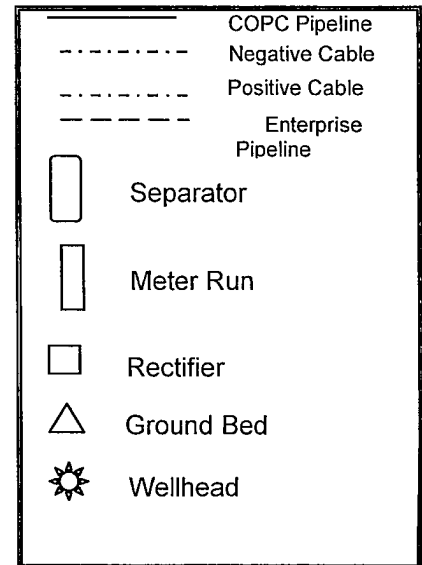 COPC Pipeline
Negative Cable
Positive Cable
Enterprise
Pipeline
Separator
Meter Run
Rectifier
Ground Bed
Wellhead